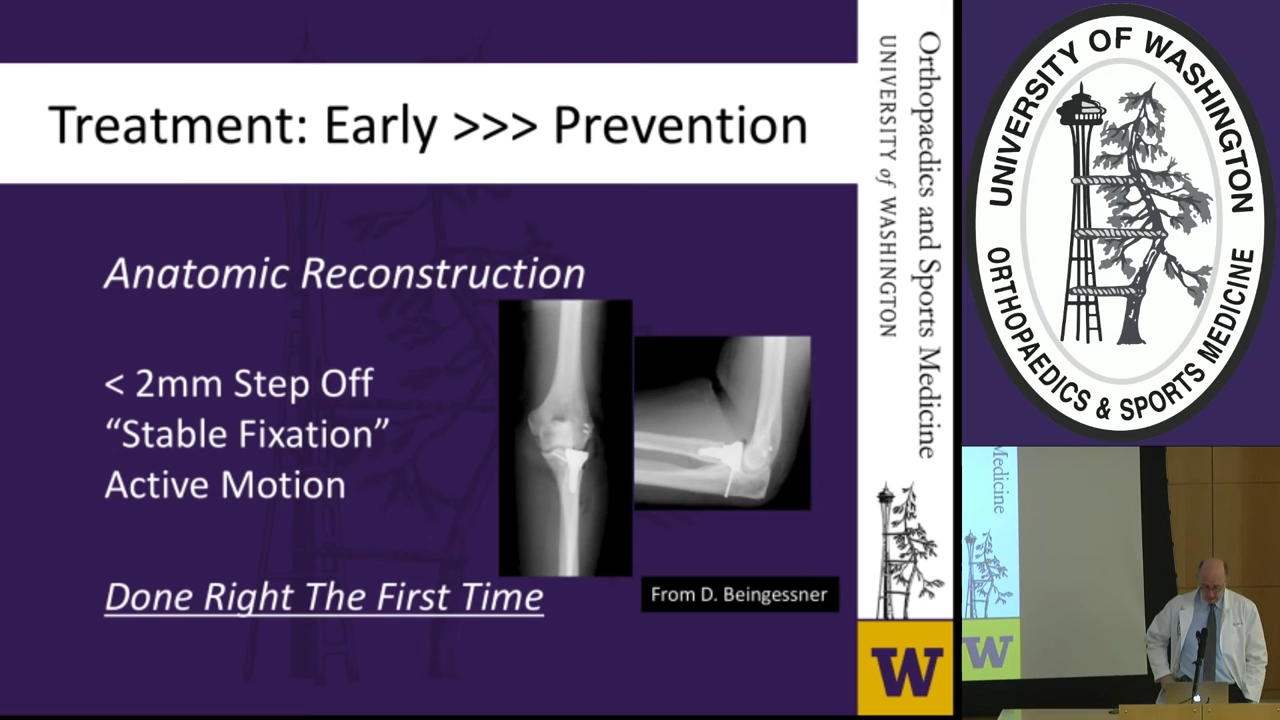 Treatment: Early >>> Prevention
Anatomic Reconstruction
< 2mm Step Off
“Stable Fixation”
Active Motion
Done Right The First Time
From D. Beingessner
Orthopaedics and Sports Medicine
UNIVERSITY of WASHINGTON
W
UNIVERSITY OF WASHINGTON
ORTHOPAEDICS & SPORTS MEDICINE
Medicine
W